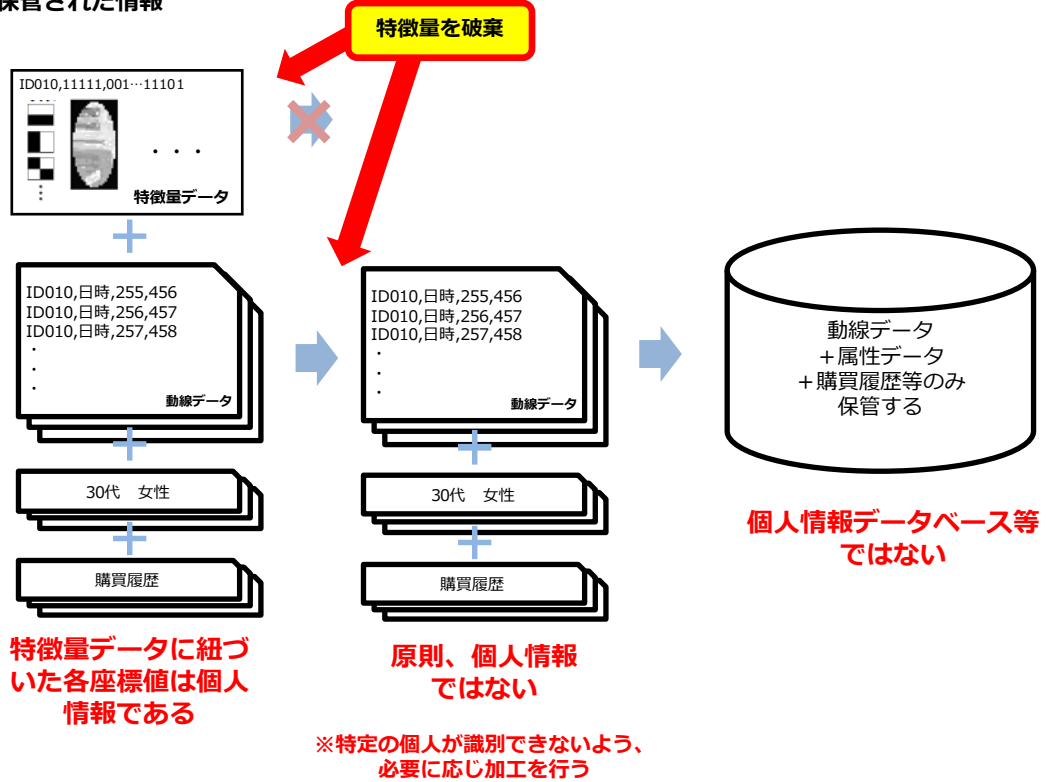 保管された情報
特徴量を破棄
ID010,11111,001…11101
・・・
特徴量データ
ID010,日時,255,456
ID010,日時,256,457
ID010,日時,257,458
・
・
・
動線データ
30代　女性
購買履歴
特徴量データに紐づ
いた各座標値は個人
情報である
ID010,日時,255,456
ID010,日時,256,457
ID010,日時,257,458
・
・
・
動線データ
30代　女性
購買履歴
原則、個人情報
ではない
※特定の個人が識別できないよう、
必要に応じ加工を行う
動線データ
＋属性データ
＋購買履歴等のみ
保管する
個人情報データベース等
ではない